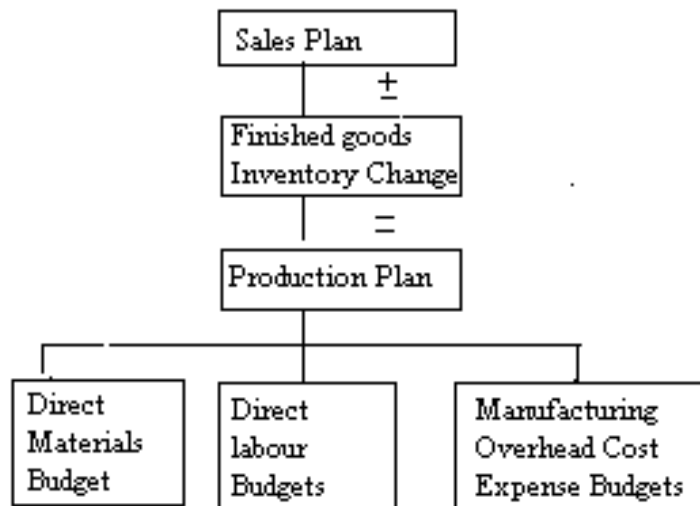 Sales Plan
±
Finished goods
Inventory Change
=
Production Plan
Direct
Materials
Budget
Direct
labour
Budgets
Manufacturing
Overhead Cost
Expense Budgets